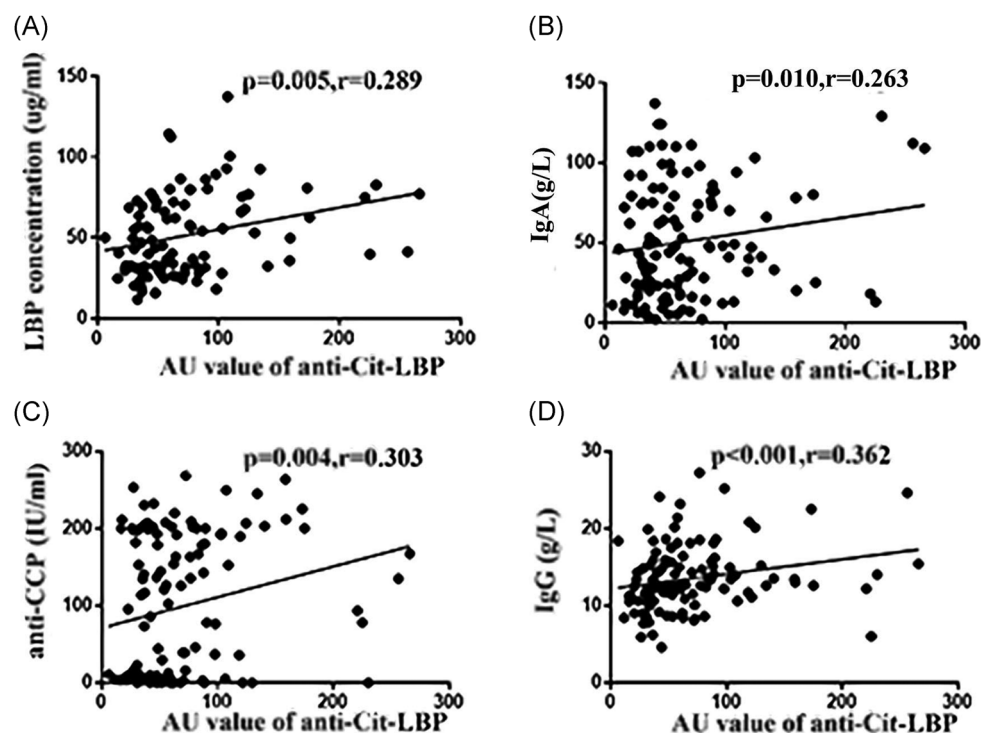 (A)
LBP concentration (ug/ml)
p=0.005,r=0.289
150
100
50
0
0 100 200 300
AU value of anti-Cit-LBP
(B)
IgA(g/L)
p=0.010,r=0.263
150
100
50
0
0 100 200 300
AU value of anti-Cit-LBP
(C)
anti-CCP (IU/ml)
p=0.004,r=0.303
300
200
100
0
0 100 200 300
AU value of anti-Cit-LBP
(D)
IgG (g/L)
p<0.001,r=0.362
30
20
10
0
0 100 200 300
AU value of anti-Cit-LBP